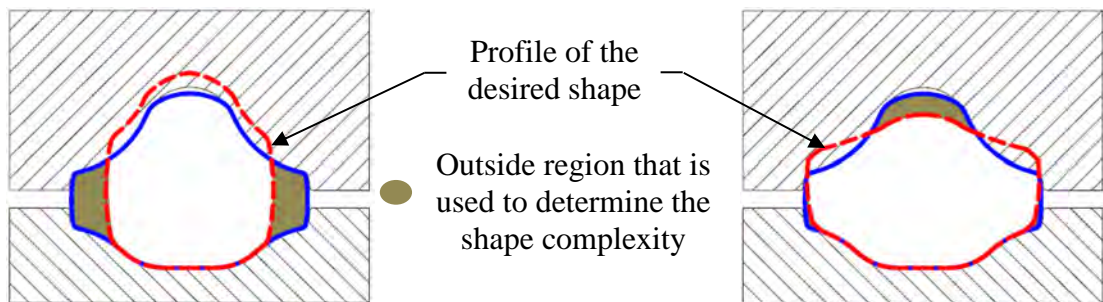 Profile of the
desired shape
Outside region that is
used to determine the
shape complexity